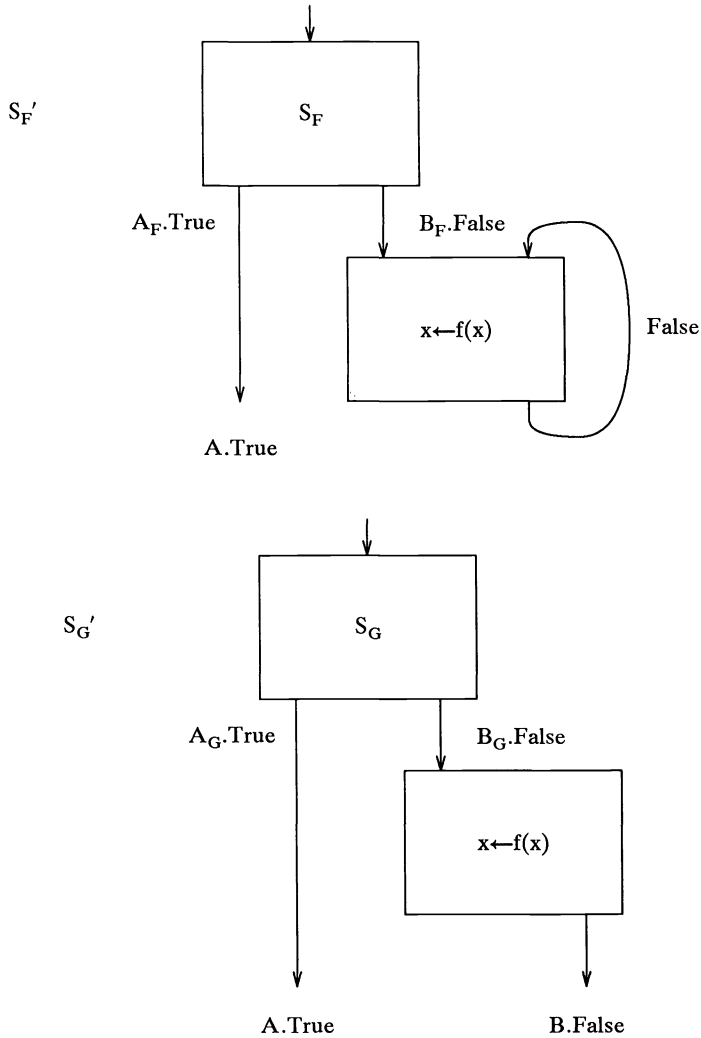 S_F'
S_F
A_F.True
B_F.False
x←f(x)
False
A.True
S_G'
S_G
A_G.True
B_G.False
x←f(x)
A.True
B.False